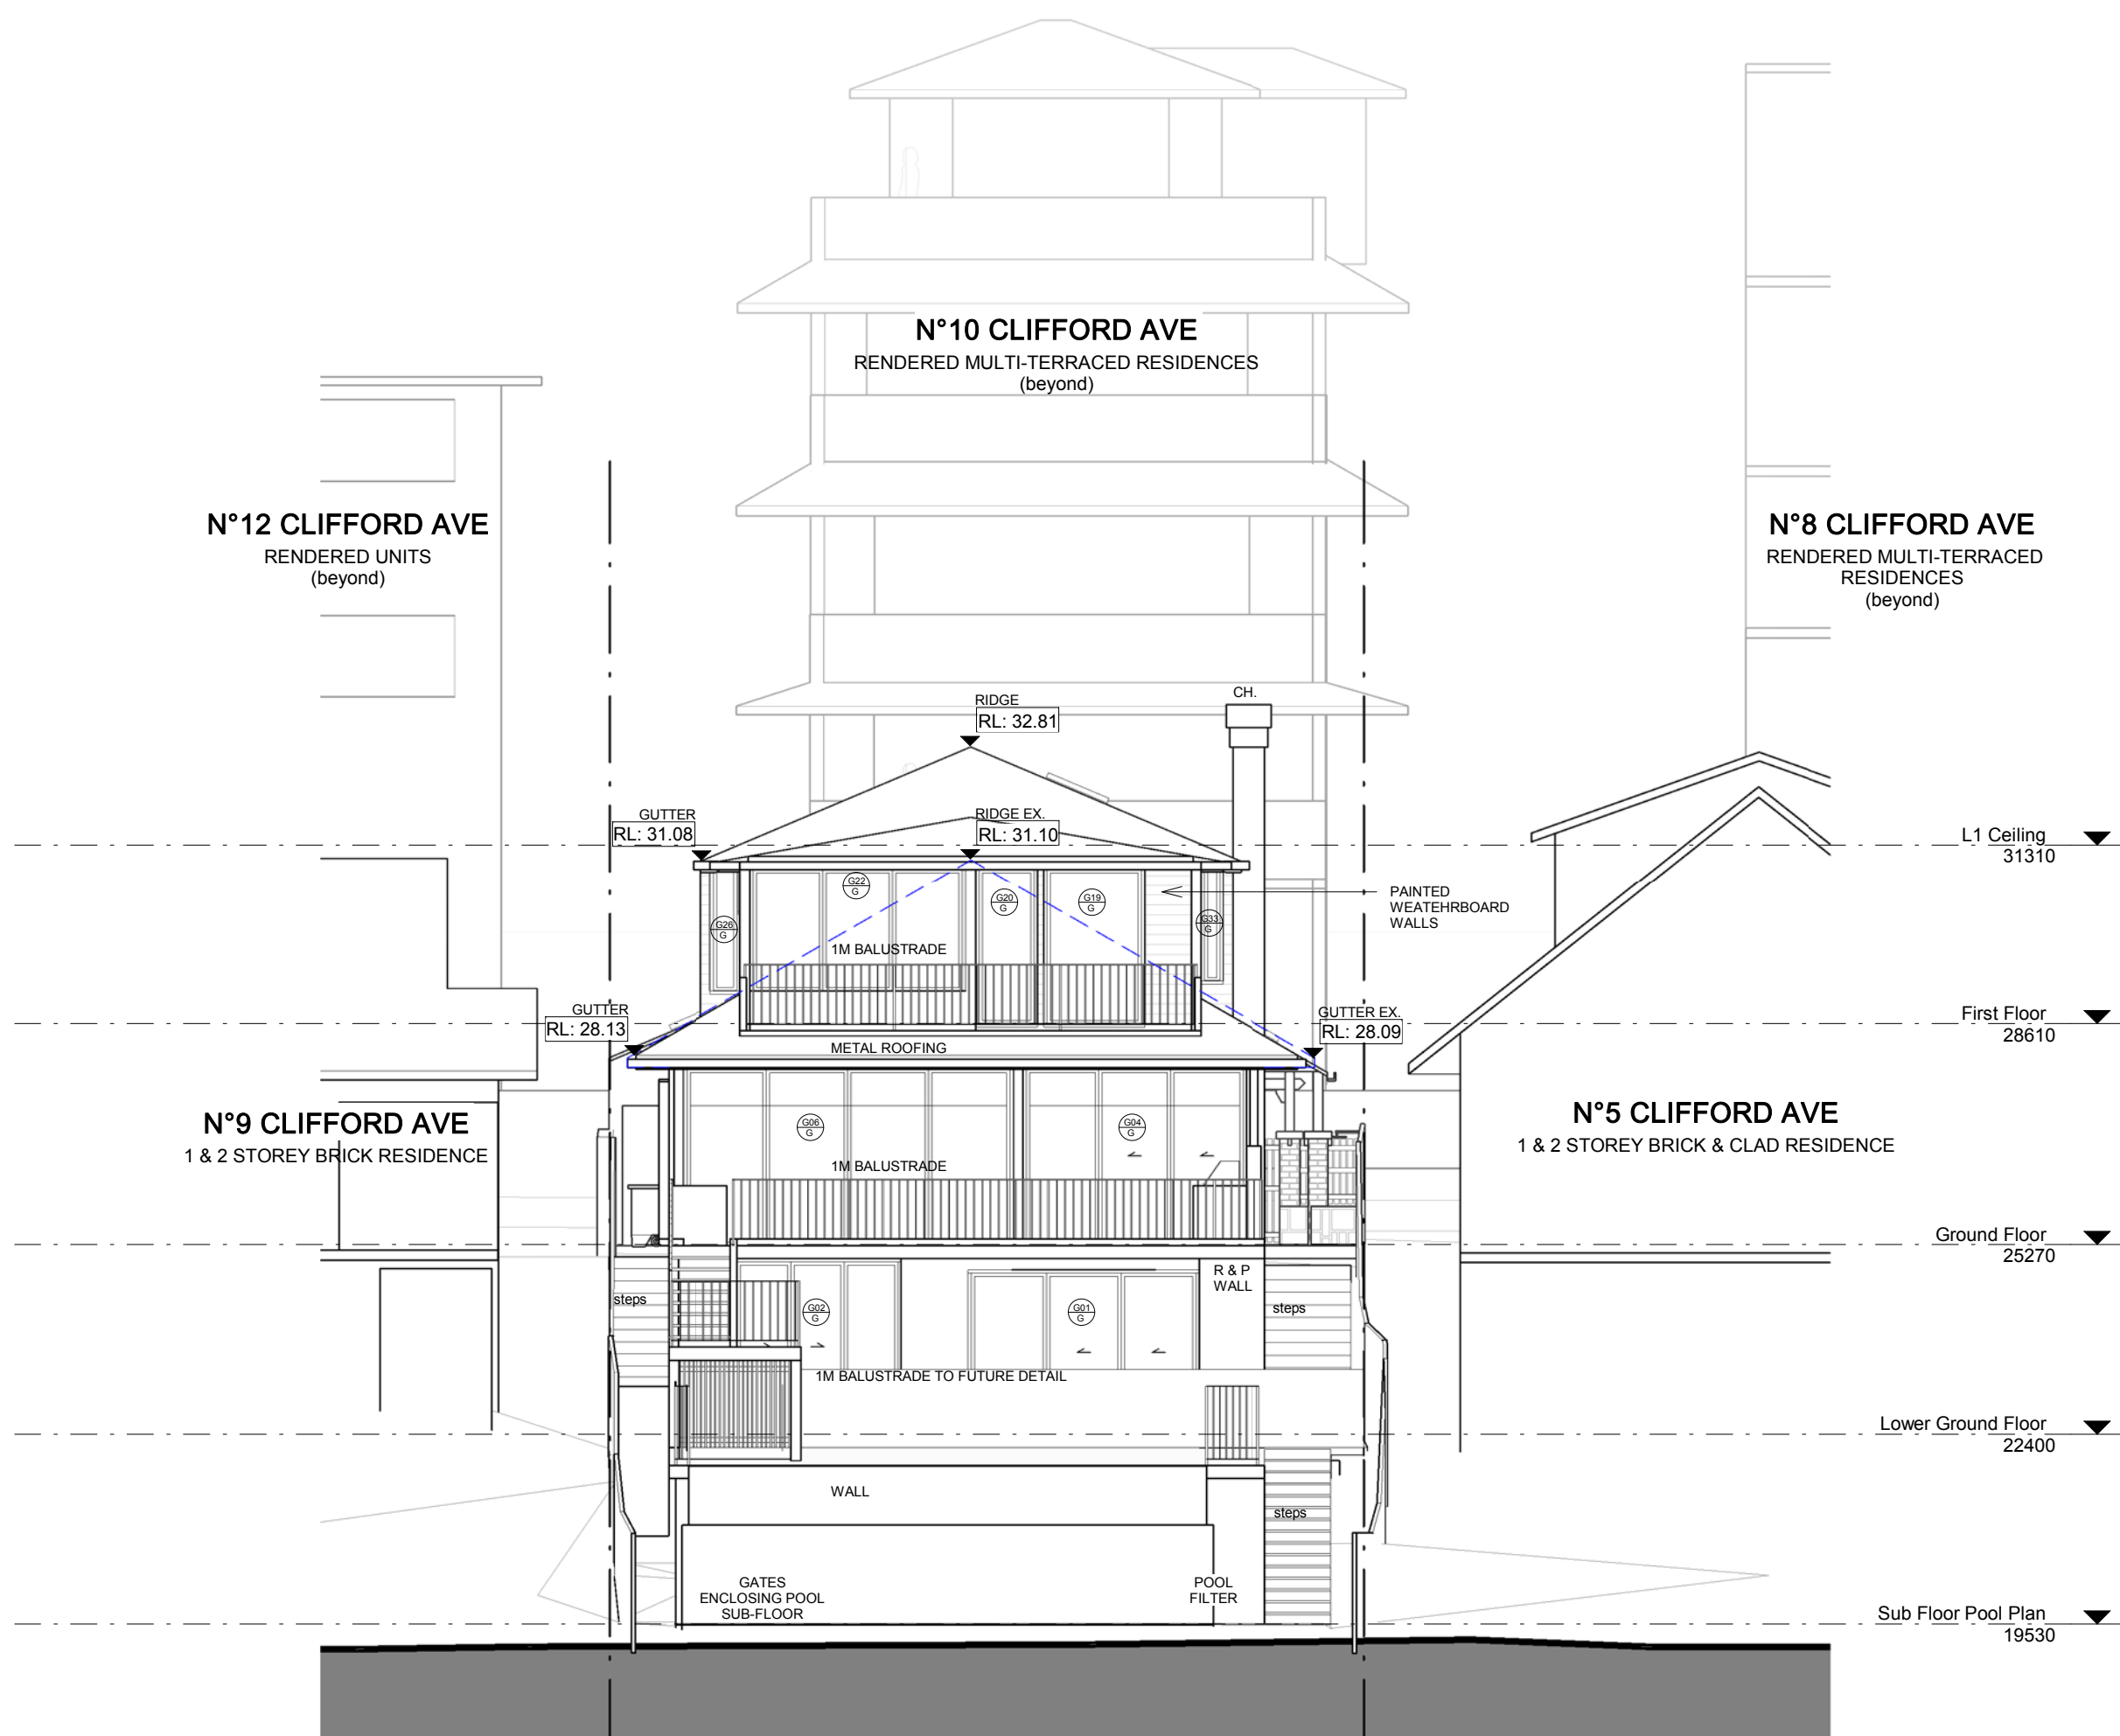 N°10 CLIFFORD AVE
RENDERED MULTI-TERRACED RESIDENCES
(beyond)
N°12 CLIFFORD AVE
RENDERED UNITS
(beyond)
N°8 CLIFFORD AVE
RENDERED MULTI-TERRACED
RESIDENCES
(beyond)
RIDGE
RL: 32.81
CH.
GUTTER
RL: 31.08
RIDGE EX.
RL: 31.10
L1 Ceiling
31310
G22
G
G20
G
G19
G
G26
G
G33
G
PAINTED
WEATEHRBOARD
WALLS
1M BALUSTRADE
GUTTER
RL: 28.13
GUTTER EX.
RL: 28.09
First Floor
28610
METAL ROOFING
N°9 CLIFFORD AVE
1 & 2 STOREY BRICK RESIDENCE
G06
G
G04
G
N°5 CLIFFORD AVE
1 & 2 STOREY BRICK & CLAD RESIDENCE
1M BALUSTRADE
Ground Floor
25270
R & P
WALL
steps
G02
G
G01
G
steps
1M BALUSTRADE TO FUTURE DETAIL
Lower Ground Floor
22400
WALL
steps
GATES
ENCLOSING POOL
SUB-FLOOR
POOL
FILTER
Sub Floor Pool Plan
19530